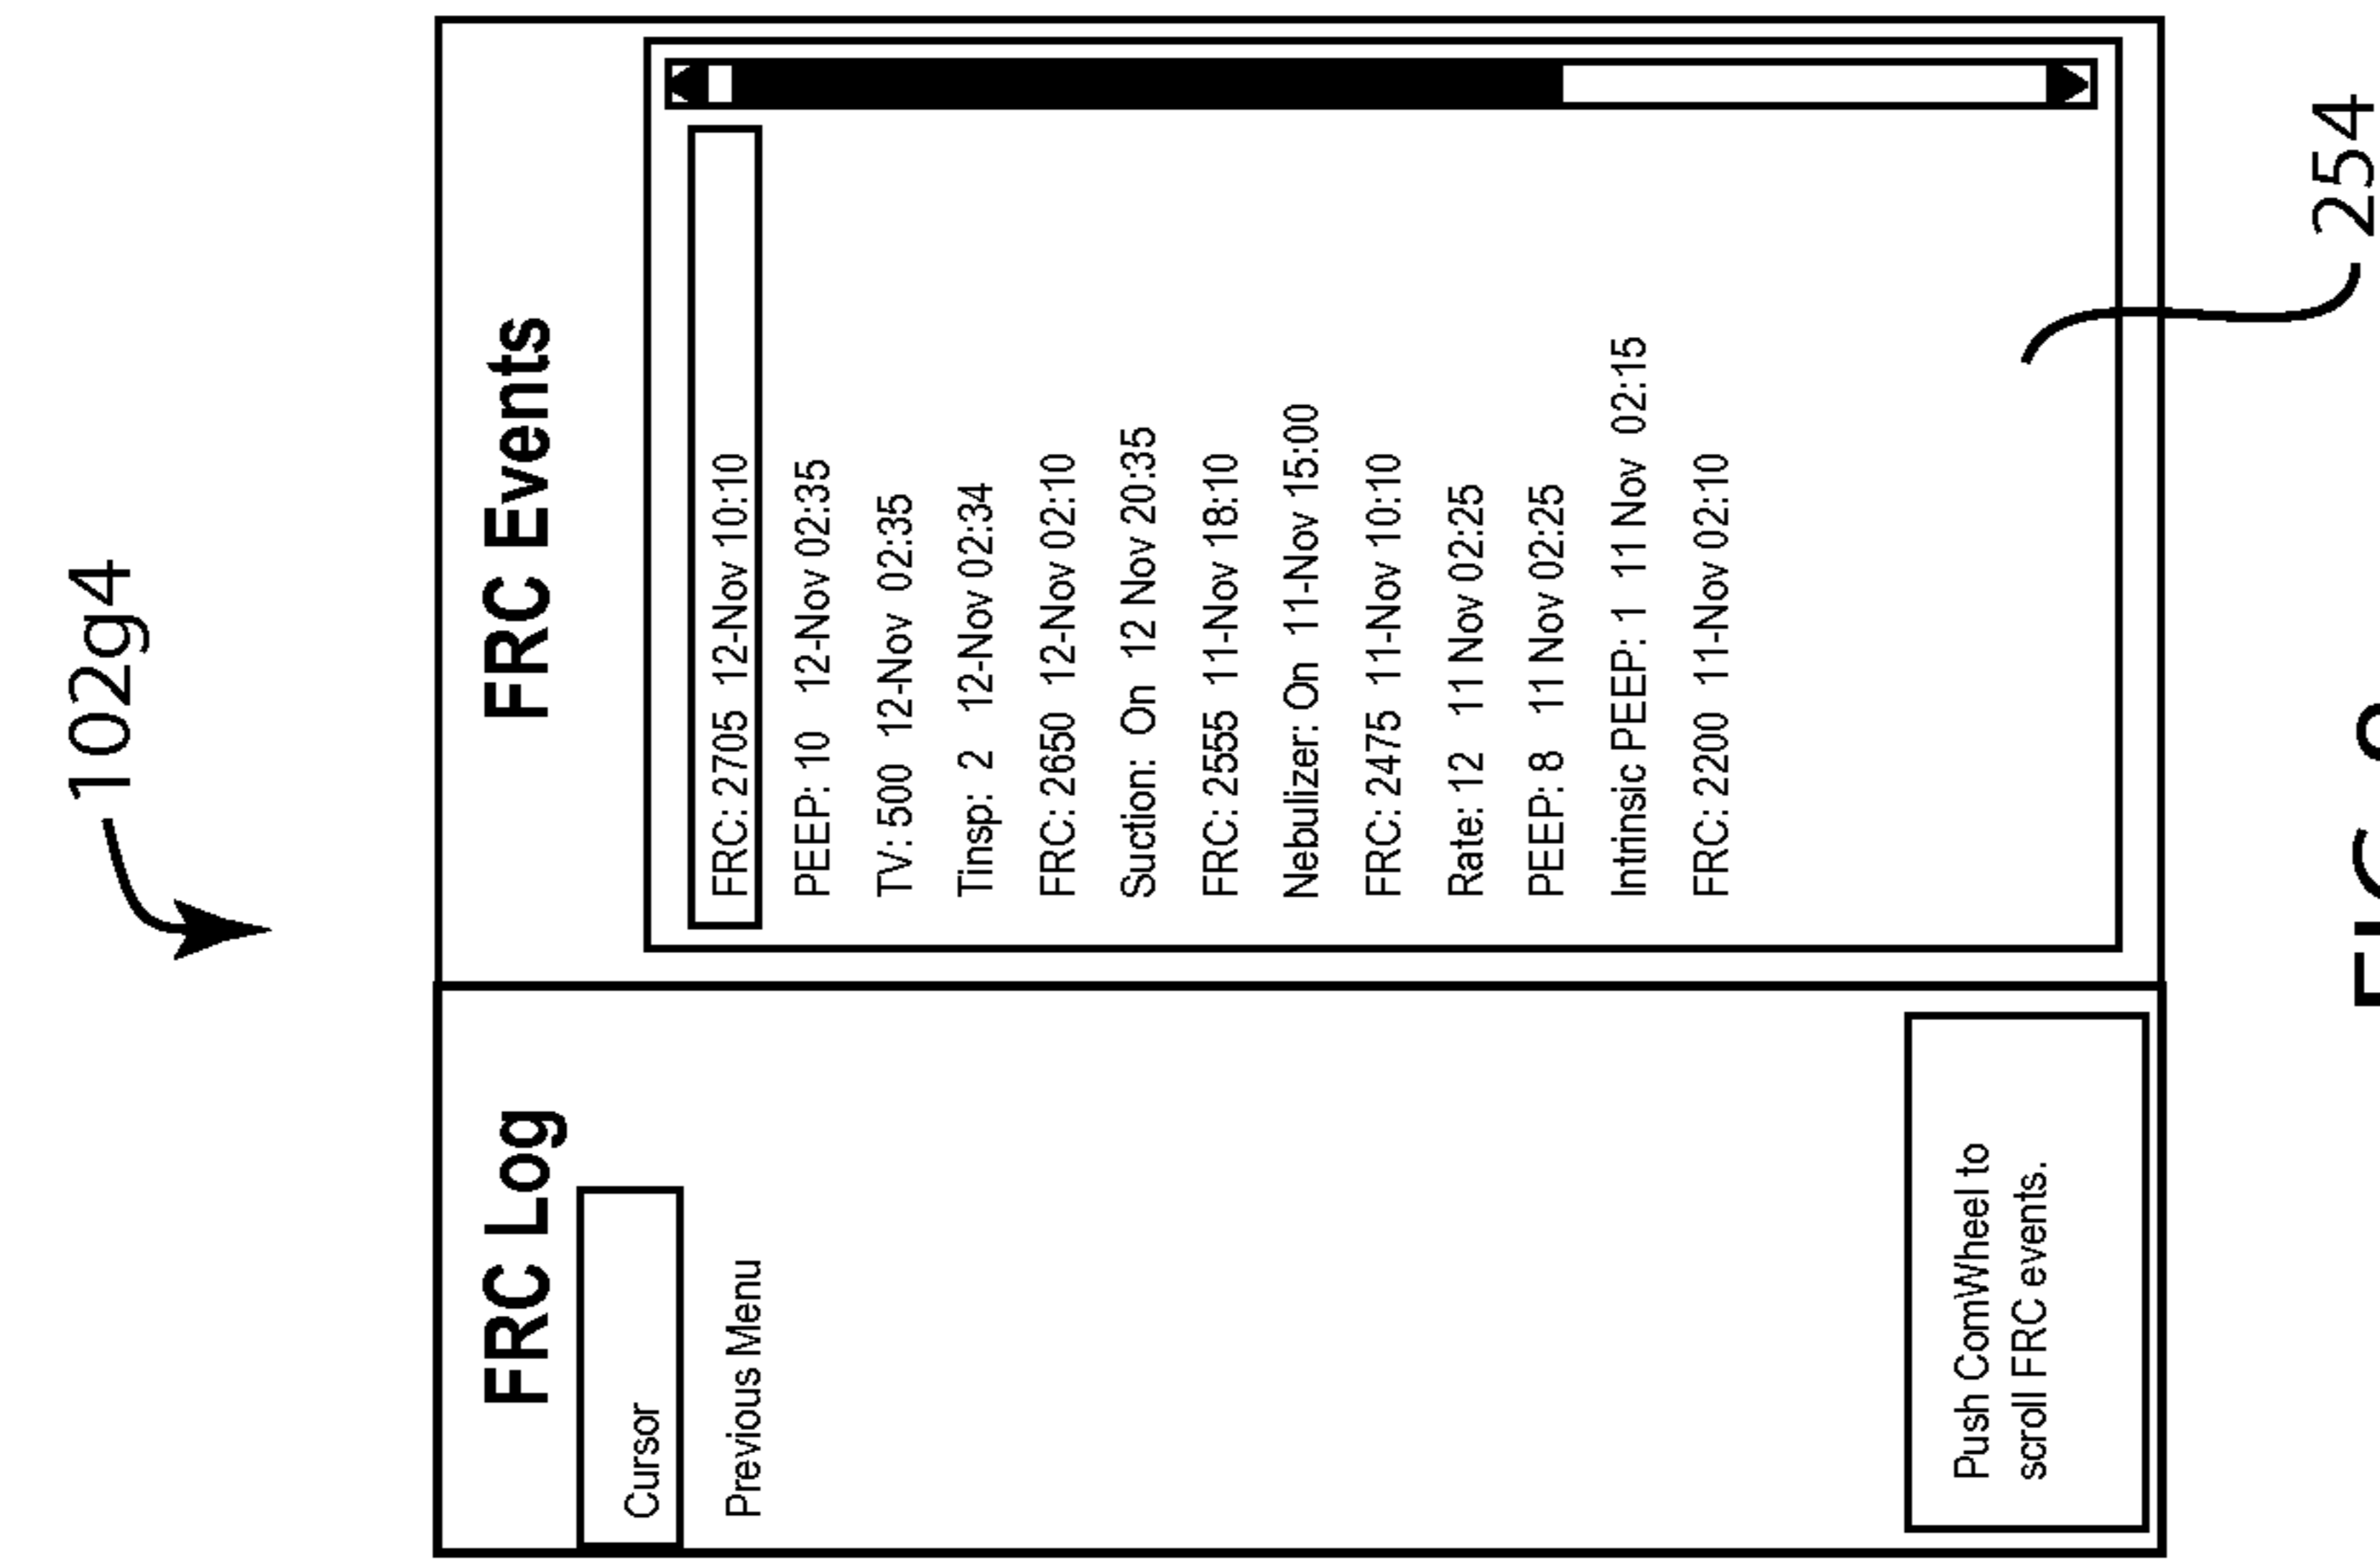 102g4
FRC Log
Cursor
Previous Menu
Push ComWheel to
scroll FRC events.
FRC Events
FRC: 2705 12-Nov 10:10
PEEP: 10 12-Nov 02:35
TV: 500 12-Nov 02:35
Tinsp: 2 12-Nov 02:34
FRC: 2650 12-Nov 02:10
Suction: On 12 Nov 20:35
FRC: 2555 11-Nov 18:10
Nebulizer: On 11-Nov 15:00
FRC: 2475 11-Nov 10:10
Rate: 12 11 Nov 02:25
PEEP: 8 11 Nov 02:25
Intrinsic PEEP: 1 11 Nov 02:15
FRC: 2200 11-Nov 02:10
254